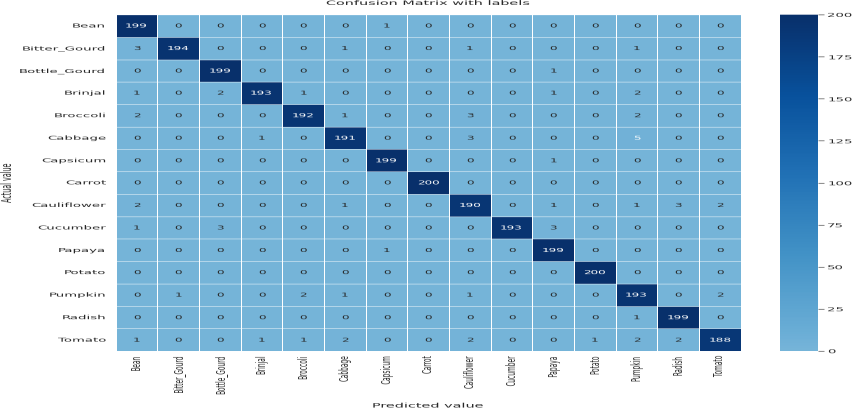 Confusion Matrix with labels
Bean 199 0 0 0 0 0 1 0 0 0 0 0 0 0 0
Bitter_Gourd 3 194 0 0 0 1 0 0 1 0 0 0 1 0 0
Bottle_Gourd 0 0 199 0 0 0 0 0 0 0 1 0 0 0 0
Brinjal 1 0 2 193 1 0 0 0 0 0 1 0 2 0 0
Broccoli 2 0 0 0 192 1 0 0 3 0 0 0 2 0 0
Cabbage 0 0 0 1 0 191 0 0 3 0 0 0 5 0 0
Capsicum 0 0 0 0 0 0 199 0 0 0 1 0 0 0 0
Carrot 0 0 0 0 0 0 0 200 0 0 0 0 0 0 0
Cauliflower 2 0 0 0 0 1 0 0 190 0 1 0 1 3 2
Cucumber 1 0 3 0 0 0 0 0 0 193 3 0 0 0 0
Papaya 0 0 0 0 0 0 1 0 0 0 199 0 0 0 0
Potato 0 0 0 0 0 0 0 0 0 0 0 200 0 0 0
Pumpkin 0 1 0 0 2 1 0 0 1 0 0 0 193 0 2
Radish 0 0 0 0 0 0 0 0 0 0 0 0 1 199 0
Tomato 1 0 0 1 1 2 0 0 2 0 0 1 2 2 188
Actual value
Bean Bitter_Gourd Bottle_Gourd Brinjal Broccoli Cabbage Capsicum Carrot Cauliflower Cucumber Papaya Potato Pumpkin Radish Tomato
Predicted value
200
175
150
125
100
75
50
25
0